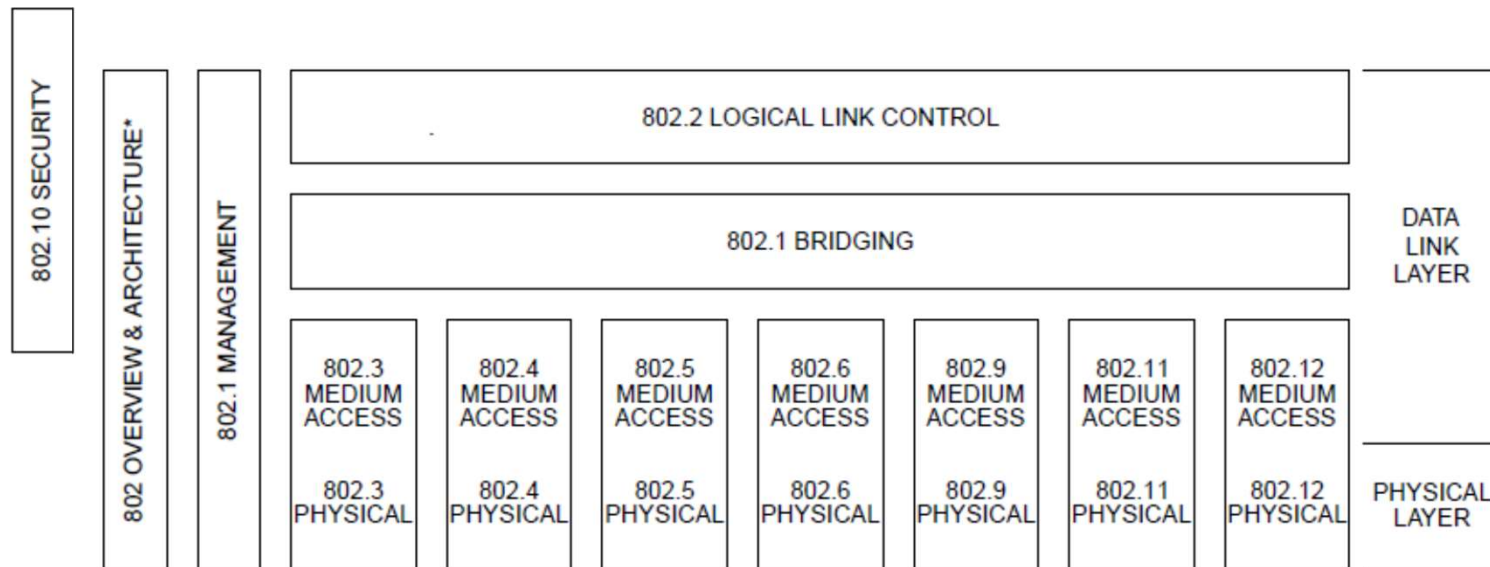 802.10 SECURITY
802 OVERVIEW & ARCHITECTURE*
802.1 MANAGEMENT
802.2 LOGICAL LINK CONTROL
802.1 BRIDGING
DATA
LINK
LAYER
802.3
MEDIUM
ACCESS
802.3
PHYSICAL
802.4
MEDIUM
ACCESS
802.4
PHYSICAL
802.5
MEDIUM
ACCESS
802.5
PHYSICAL
802.6
MEDIUM
ACCESS
802.6
PHYSICAL
802.9
MEDIUM
ACCESS
802.9
PHYSICAL
802.11
MEDIUM
ACCESS
802.11
PHYSICAL
802.12
MEDIUM
ACCESS
802.12
PHYSICAL
PHYSICAL
LAYER